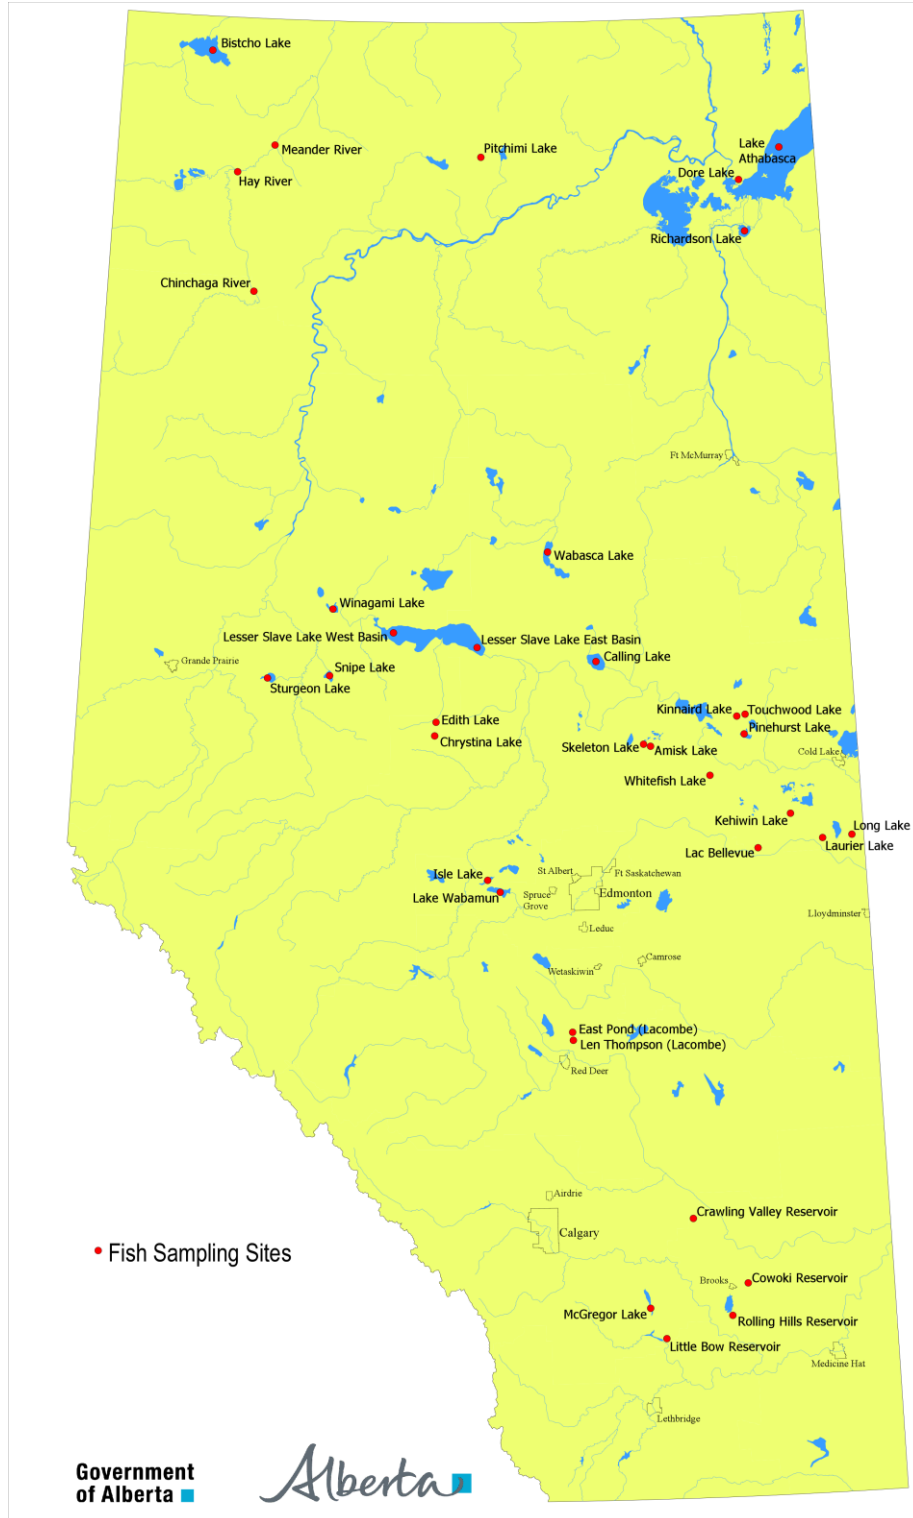 Bistcho Lake
Meander River
Pitchimi Lake
Lake
Athabasca
Hay River
Dore Lake
Richardson Lake
Chinchaga River
Ft McMurray
Wabasca Lake
Winagami Lake
Lesser Slave Lake West Basin
Lesser Slave Lake East Basin
Calling Lake
Grande Prairie
Snipe Lake
Sturgeon Lake
Kinnaird Lake
Touchwood Lake
Edith Lake
Pinehurst Lake
Chrystina Lake
Skeleton Lake
Amisk Lake
Cold Lake
Whitefish Lake
Kehiwin Lake
Long Lake
Laurier Lake
Lac Bellevue
Isle Lake
St Albert
Ft Saskatchewan
Lake Wabamun
Spruce
Grove
Edmonton
Lloydminster
Leduc
Camrose
Wetaskiwin
East Pond (Lacombe)
Len Thompson (Lacombe)
Red Deer
Airdrie
Crawling Valley Reservoir
Calgary
Fish Sampling Sites
Brooks
Cowoki Reservoir
McGregor Lake
Rolling Hills Reservoir
Little Bow Reservoir
Medicine Hat
Lethbridge
Government
of Alberta
Alberta